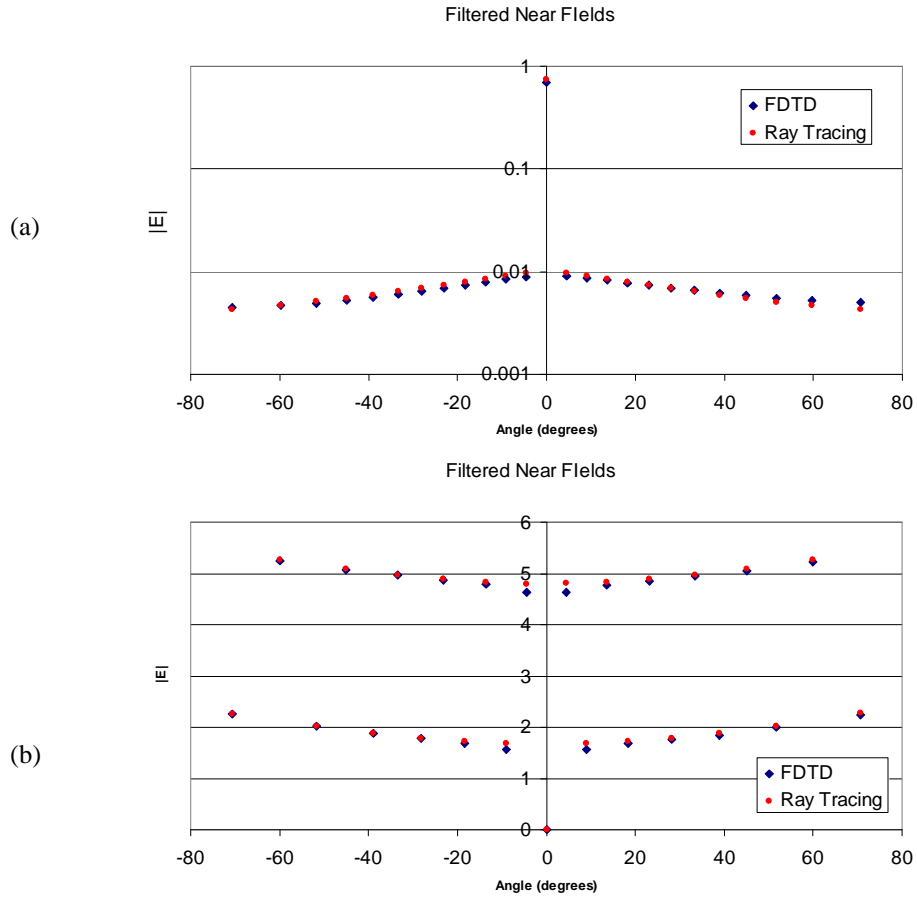 Filtered Near FIelds
1
FDTD
Ray Tracing
0.1
(a)
|E|
0.01
0.001
-80 -60 -40 -20 0 20 40 60 80
Angle (degrees)
Filtered Near FIelds
6
5
4
3
|E|
2
(b)
1
FDTD
Ray Tracing
0
-80 -60 -40 -20 0 20 40 60 80
Angle (degrees)